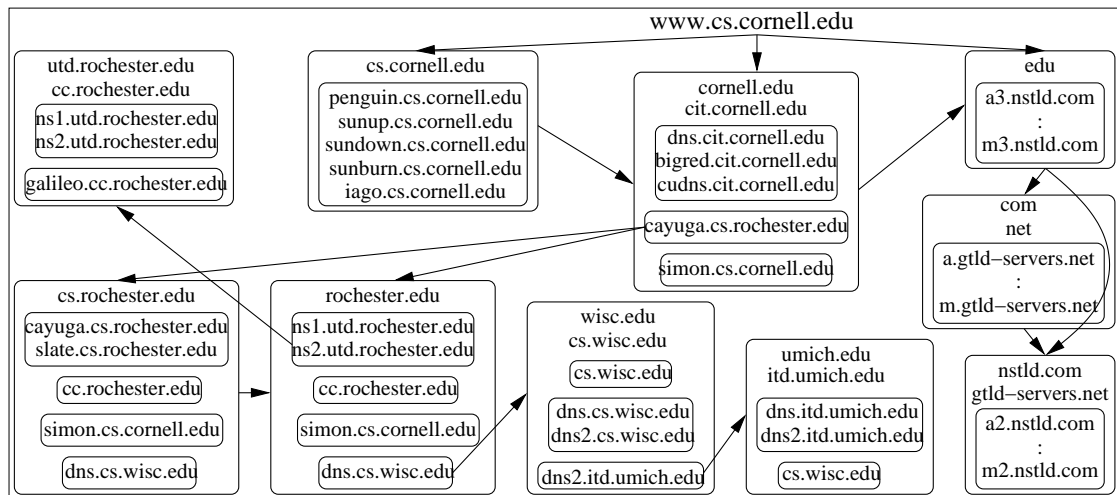 www.cs.cornell.edu
utd.rochester.edu
cc.rochester.edu
ns1.utd.rochester.edu
ns2.utd.rochester.edu
galileo.cc.rochester.edu
cs.cornell.edu
penguin.cs.cornell.edu
sunup.cs.cornell.edu
sundown.cs.cornell.edu
sunburn.cs.cornell.edu
iago.cs.cornell.edu
cornell.edu
cit.cornell.edu
dns.cit.cornell.edu
bigred.cit.cornell.edu
cudns.cit.cornell.edu
cayuga.cs.rochester.edu
simon.cs.cornell.edu
edu
a3.nstld.com
:
m3.nstld.com
com
net
a.gtld−servers.net
:
m.gtld−servers.net
cs.rochester.edu
cayuga.cs.rochester.edu
slate.cs.rochester.edu
cc.rochester.edu
simon.cs.cornell.edu
dns.cs.wisc.edu
rochester.edu
ns1.utd.rochester.edu
ns2.utd.rochester.edu
cc.rochester.edu
simon.cs.cornell.edu
dns.cs.wisc.edu
wisc.edu
cs.wisc.edu
cs.wisc.edu
dns.cs.wisc.edu
dns2.cs.wisc.edu
dns2.itd.umich.edu
umich.edu
itd.umich.edu
dns.itd.umich.edu
dns2.itd.umich.edu
cs.wisc.edu
nstld.com
gtld−servers.net
a2.nstld.com
:
m2.nstld.com